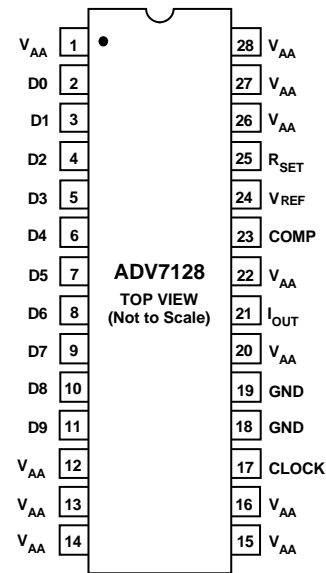 VAA 1 28 VAA
D0 2 27 VAA
D1 3 26 VAA
D2 4 25 RSET
D3 5 24 VREF
D4 6 23 COMP
D5 7 ADV7128 22 VAA
D6 8 TOP VIEW 21 IOUT
(Not to Scale)
D7 9 20 VAA
D8 10 19 GND
D9 11 18 GND
VAA 12 17 CLOCK
VAA 13 16 VAA
VAA 14 15 VAA